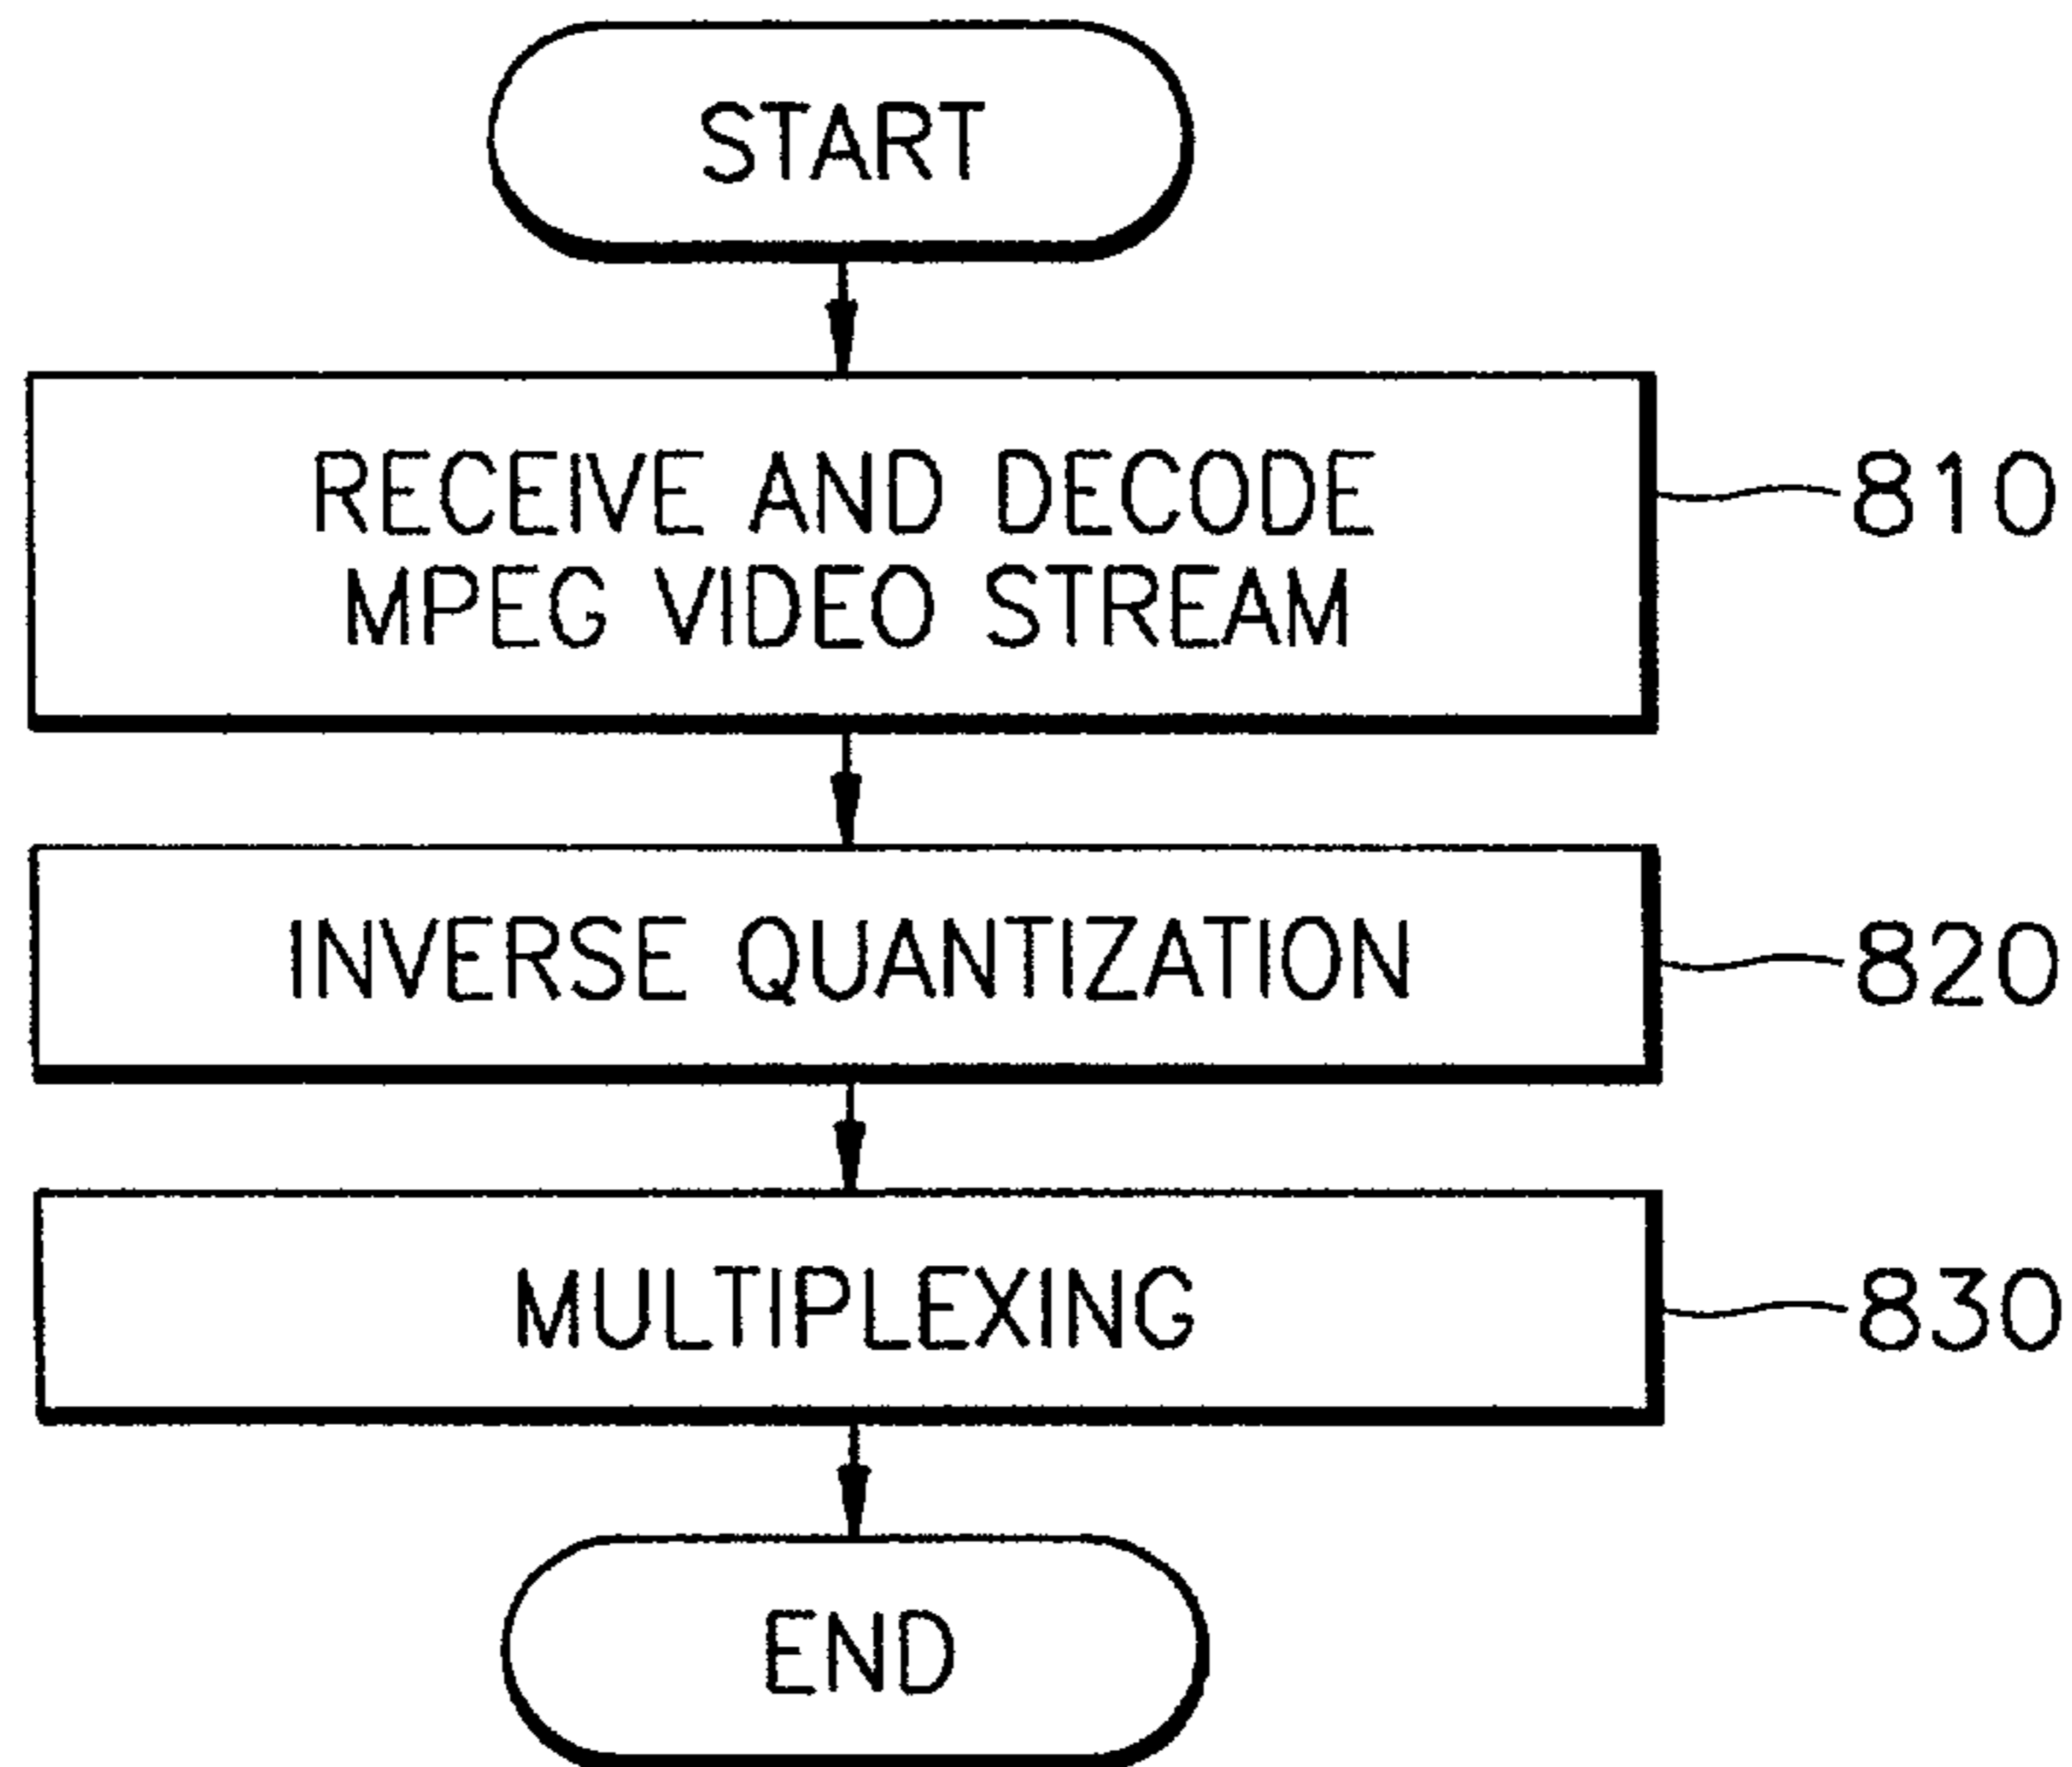 START
RECEIVE AND DECODE
MPEG VIDEO STREAM
810
INVERSE QUANTIZATION
820
MULTIPLEXING
830
END